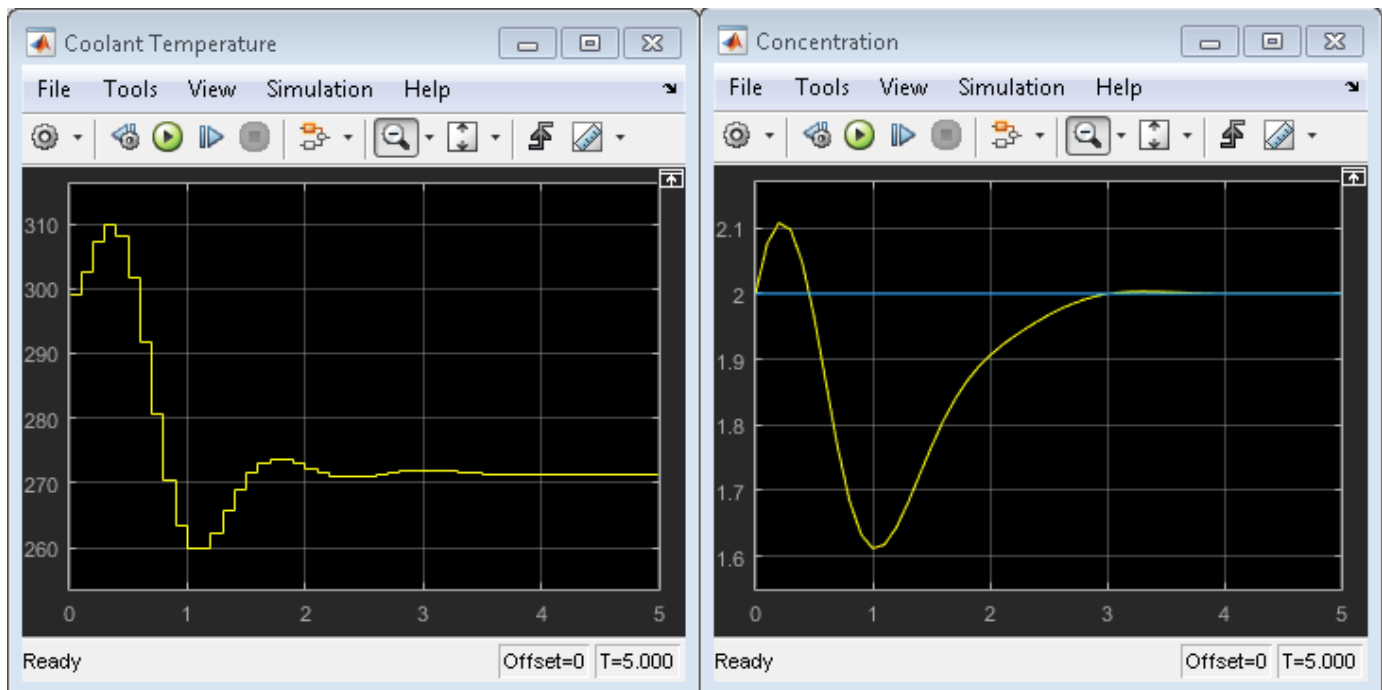 Coolant Temperature
File Tools View Simulation Help
310
300
290
280
270
260
0 1 2 3 4 5
Ready Offset=0 T=5.000
Concentration
File Tools View Simulation Help
2.1
2
1.9
1.8
1.7
1.6
0 1 2 3 4 5
Ready Offset=0 T=5.000